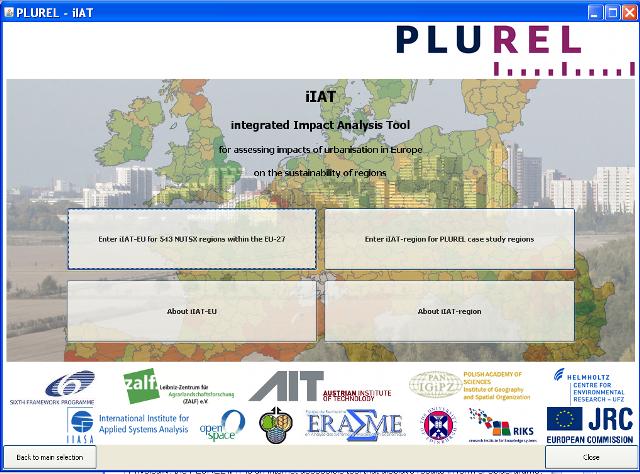 PLUREL - iIAT
PLUREL
iIAT
integrated Impact Analysis Tool
for assessing impacts of urbanisation in Europe
on the sustainability of regions
Enter iIAT-EU for 543 NUTSX regions within the EU-27
Enter iIAT-region for PLUREL case study regions
About iIAT-EU
About iIAT-region
SIXTH FRAMEWORK PROGRAMME
zalf
Leibniz-Zentrum für
Agrarlandschaftsforschung
(ZALF) e.V.
AIT AUSTRIAN INSTITUTE
OF TECHNOLOGY
PAN
IGiPZ
POLISH ACADEMY OF
SCIENCES
Institute of Geography
and Spatial Organization
HELMHOLTZ
CENTRE FOR
ENVIRONMENTAL
RESEARCH - UFZ
IIASA
International Institute for
Applied Systems Analysis
open
space
ERASME
RIKS
research institute for knowledge systems
JRC
EUROPEAN COMMISSION
Back to main selection
Close